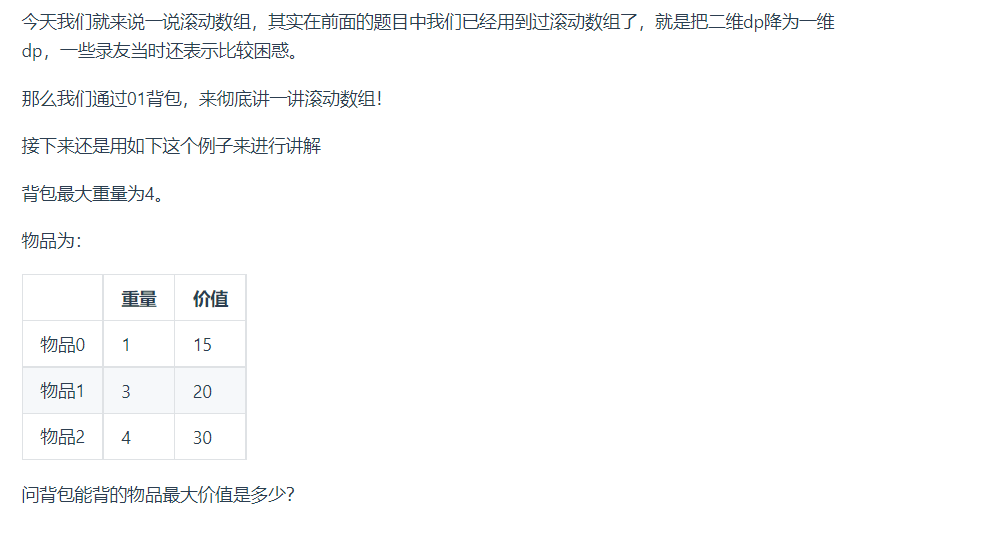 今天我们就来说一说滚动数组，其实在前面的题目中我们已经用到过滚动数组了，就是把二维dp降为一维
dp，一些录友当时还表示比较困惑。
那么我们通过01背包，来彻底讲一讲滚动数组！
接下来还是用如下这个例子来进行讲解
背包最大重量为4。
物品为：
重量 价值
物品0 1 15
物品1 3 20
物品2 4 30
问背包能背的物品最大价值是多少？